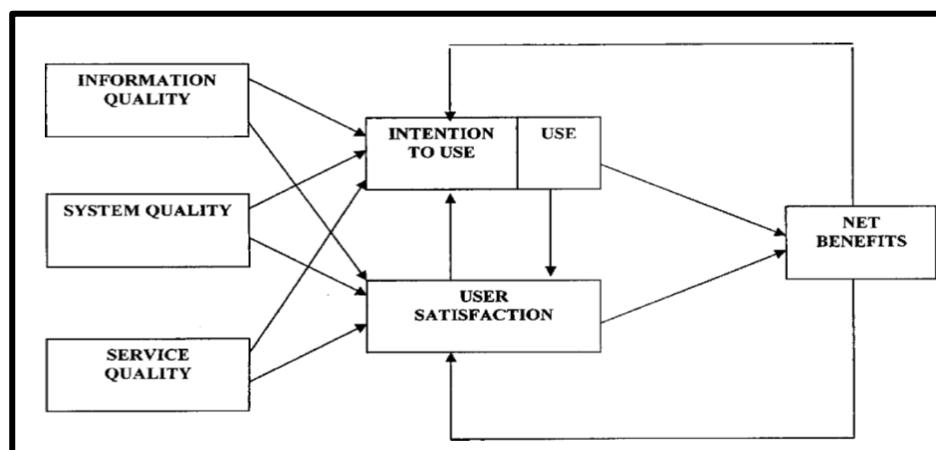 INFORMATION
QUALITY
SYSTEM QUALITY
SERVICE
QUALITY
INTENTION
TO USE
USE
USER
SATISFACTION
NET
BENEFITS